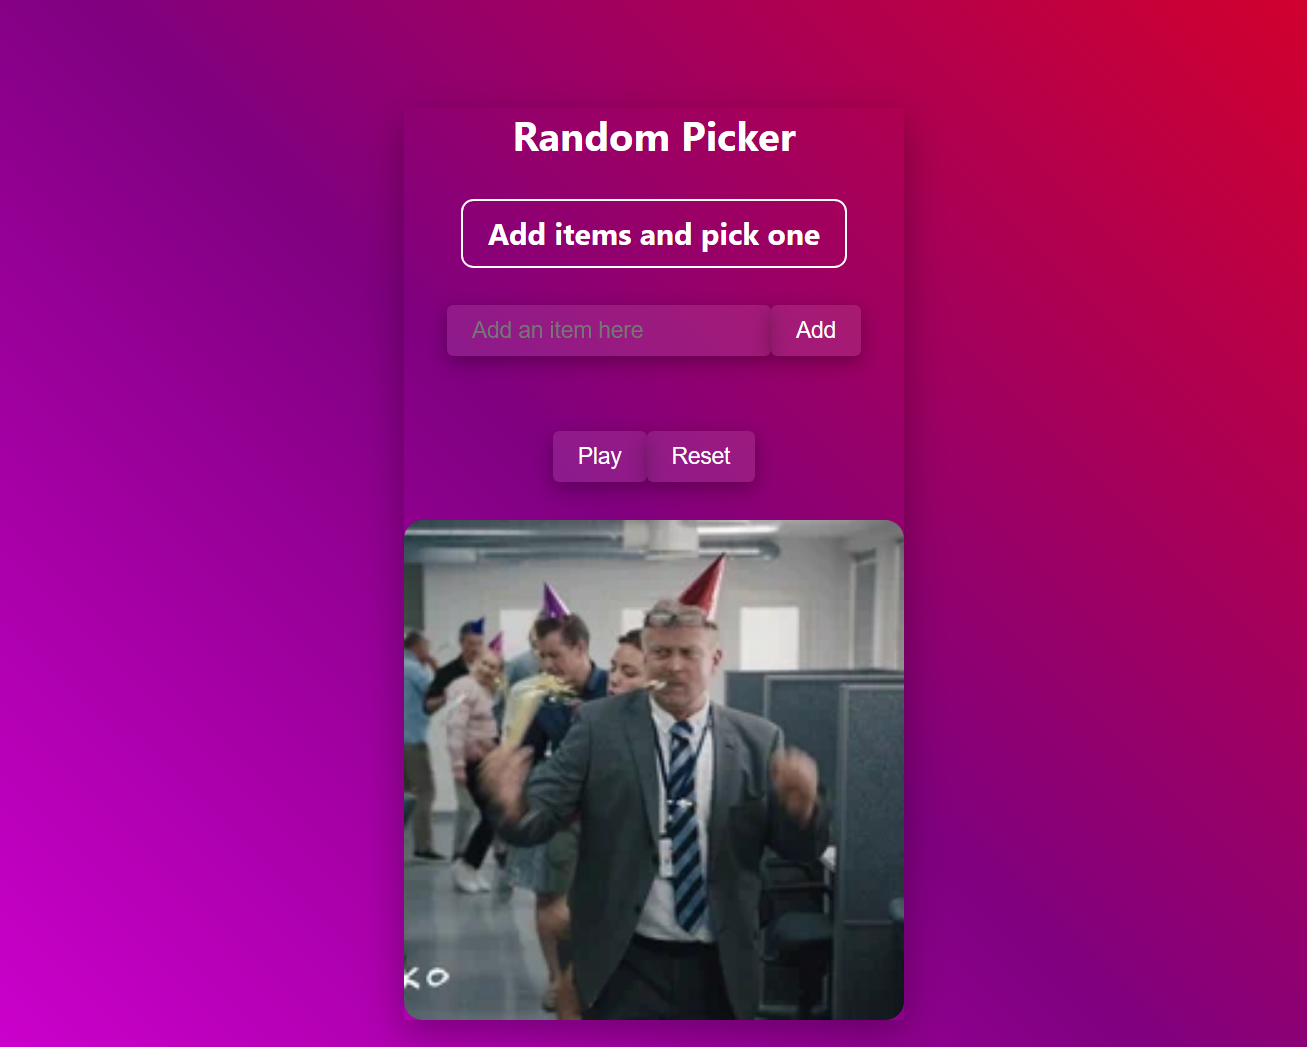 Random Picker
Add items and pick one
Add an item here
Add
Play
Reset
KO